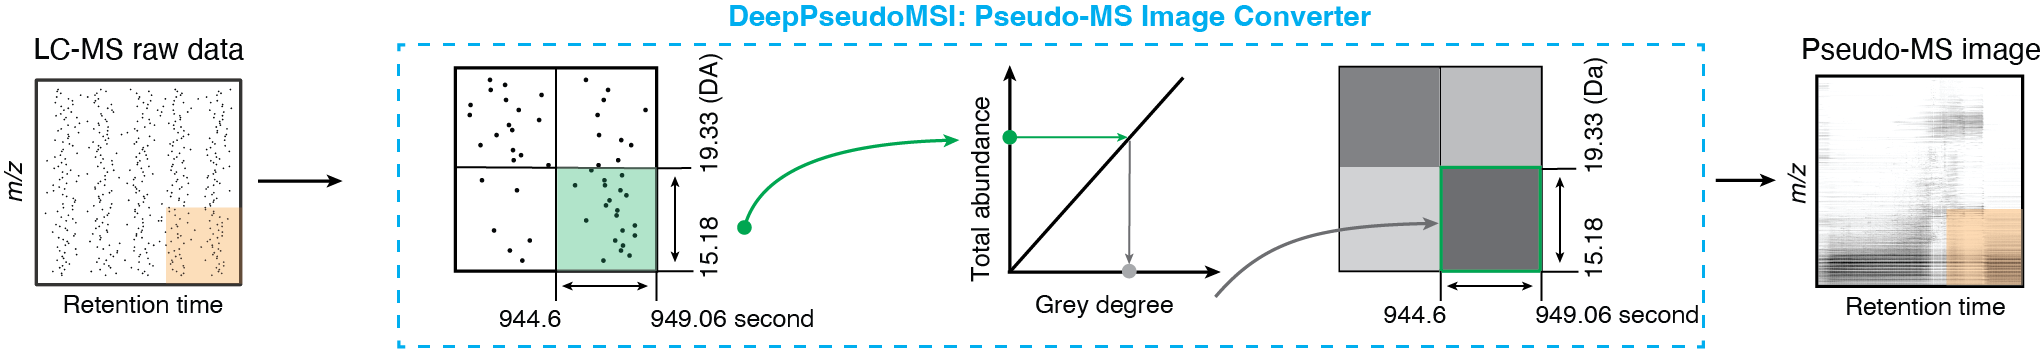 DeepPseudoMSI: Pseudo-MS Image Converter
LC-MS raw data
m/z
Retention time
19.33 (DA)
15.18
944.6
949.06 second
Total abundance
Grey degree
19.33 (Da)
15.18
944.6
949.06 second
Pseudo-MS image
m/z
Retention time